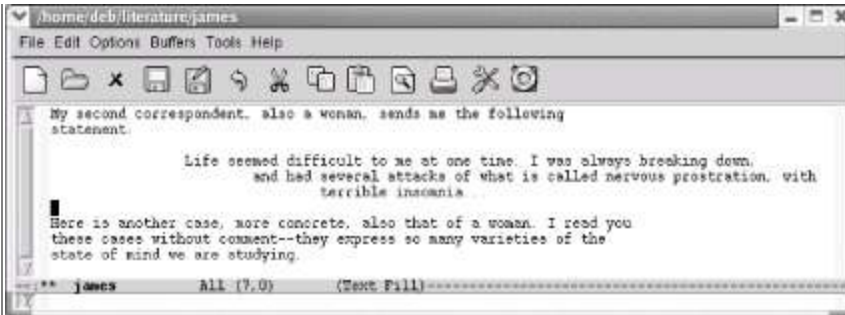 /home/deb/literature/james
File Edit Options Buffers Tools Help
My second correspondent, also a woman, sends me the following
statement:
Life seemed difficult to me at one time. I was always breaking down,
and had several attacks of what is called nervous prostration, with
terrible insomnia...
Here is another case, more concrete, also that of a woman. I read you
these cases without comment--they express so many varieties of the
state of mind we are studying.
--:** james All (7,0) (Text Fill)--------------------------------------------------